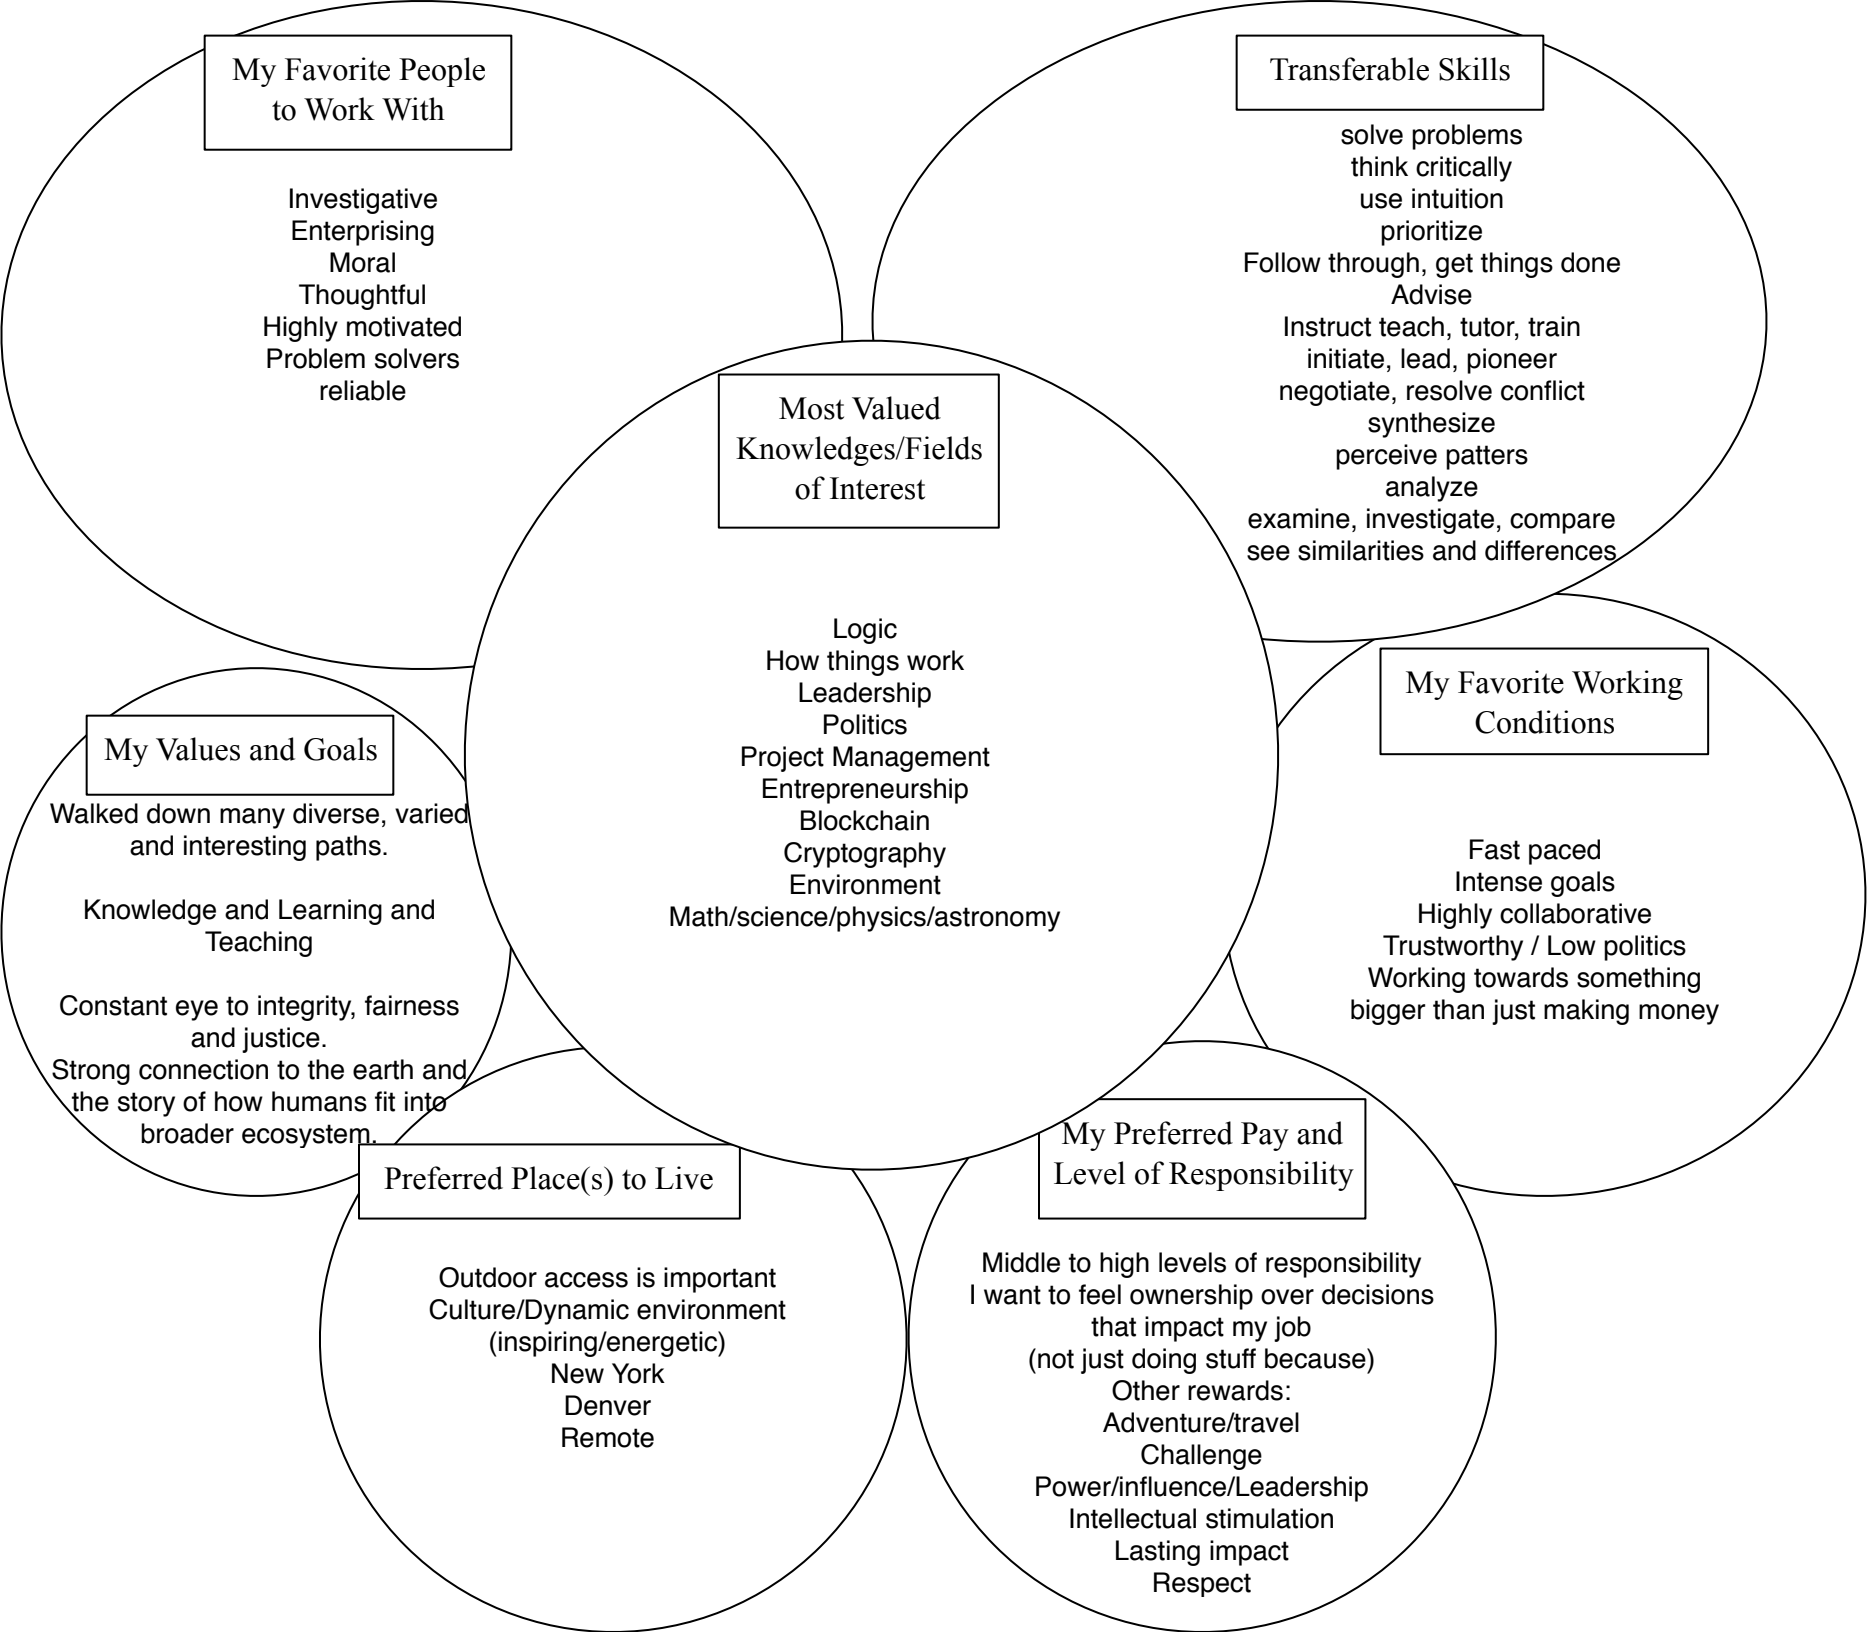 My Favorite People
to Work With
Investigative
Enterprising
Moral
Thoughtful
Highly motivated
Problem solvers
reliable
Transferable Skills
solve problems
think critically
use intuition
prioritize
Follow through, get things done
Advise
Instruct teach, tutor, train
initiate, lead, pioneer
negotiate, resolve conflict
synthesize
perceive patters
analyze
examine, investigate, compare
see similarities and differences
Most Valued
Knowledges/Fields
of Interest
Logic
How things work
Leadership
Politics
Project Management
Entrepreneurship
Blockchain
Cryptography
Environment
Math/science/physics/astronomy
My Values and Goals
Walked down many diverse, varied
and interesting paths.
Knowledge and Learning and
Teaching
Constant eye to integrity, fairness
and justice.
Strong connection to the earth and
the story of how humans fit into
broader ecosystem.
My Favorite Working
Conditions
Fast paced
Intense goals
Highly collaborative
Trustworthy / Low politics
Working towards something
bigger than just making money
Preferred Place(s) to Live
Outdoor access is important
Culture/Dynamic environment
(inspiring/energetic)
New York
Denver
Remote
My Preferred Pay and
Level of Responsibility
Middle to high levels of responsibility
I want to feel ownership over decisions
that impact my job
(not just doing stuff because)
Other rewards:
Adventure/travel
Challenge
Power/influence/Leadership
Intellectual stimulation
Lasting impact
Respect